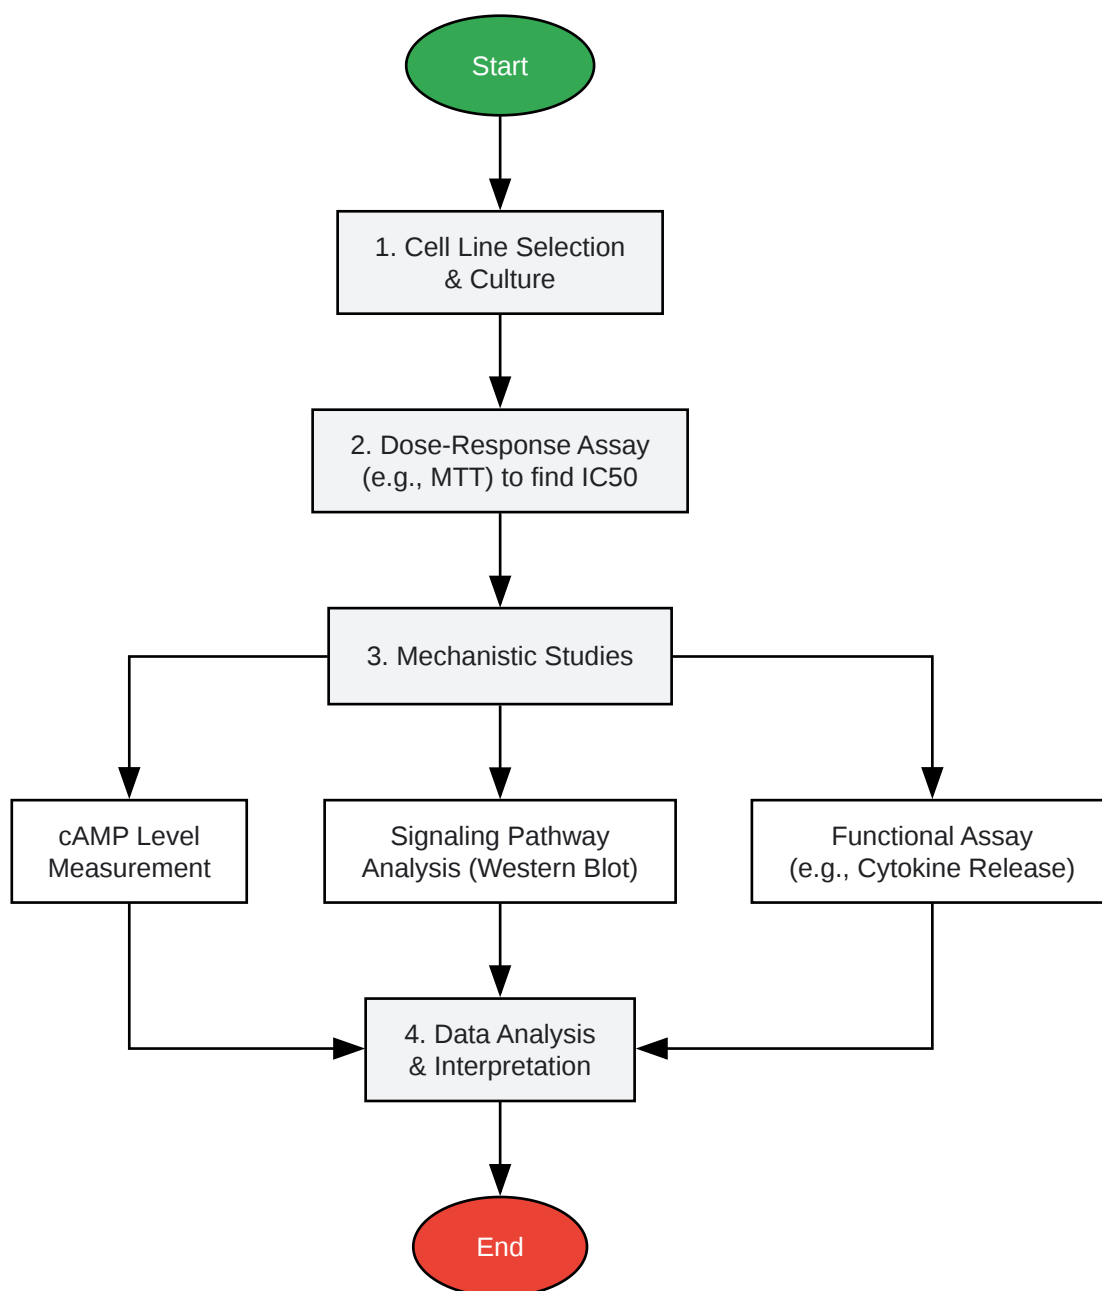 Start
1. Cell Line Selection
& Culture
2. Dose-Response Assay
(e.g., MTT) to find IC50
3. Mechanistic Studies
cAMP Level
Measurement
Signaling Pathway
Analysis (Western Blot)
Functional Assay
(e.g., Cytokine Release)
4. Data Analysis
& Interpretation
End